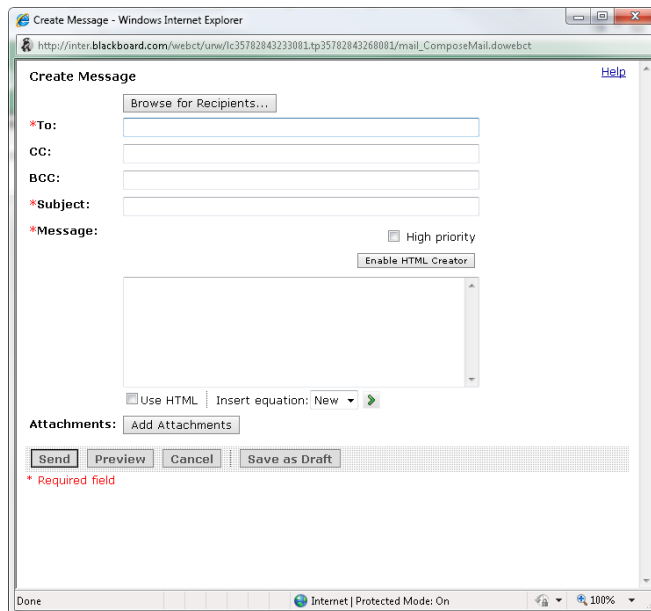 Create Message - Windows Internet Explorer
http://inter.blackboard.com/webct/urw/lc35782843233081.tp35782843268081/mail_ComposeMail.dowebct
Create Message
Help
Browse for Recipients...
*To:
CC:
BCC:
*Subject:
*Message:
High priority
Enable HTML Creator
Use HTML Insert equation: New
Attachments: Add Attachments
Send Preview Cancel Save as Draft
* Required field
Done Internet | Protected Mode: On 100%